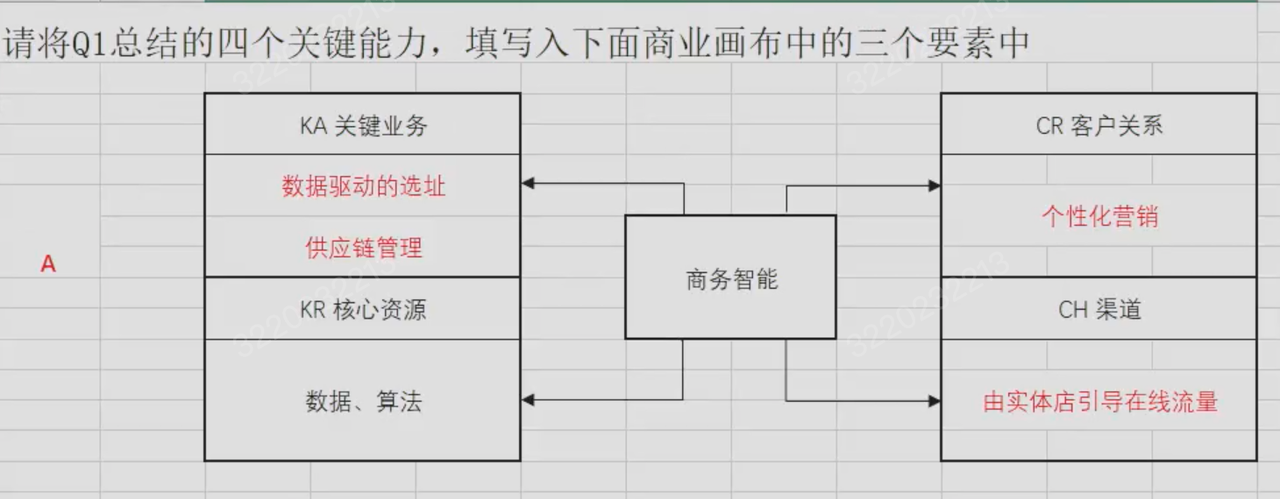 请将Q1总结的四个关键能力，填写入下面商业画布中的三个要素中
KA 关键业务
数据驱动的选址
供应链管理
KR 核心资源
数据、算法
A
商务智能
CR 客户关系
个性化营销
CH 渠道
由实体店引导在线流量
3220232213
3220232213
3220232213
3220232213